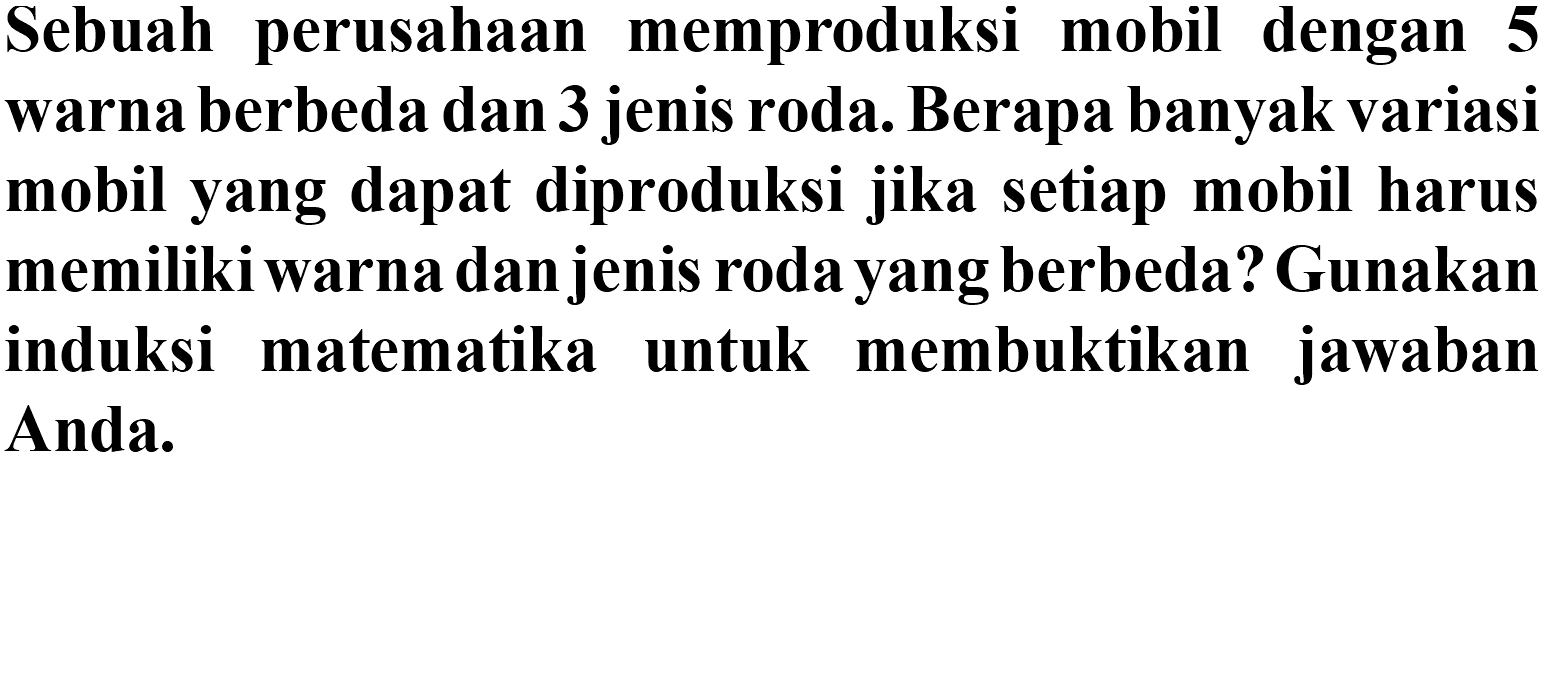 Sebuah perusahaan memproduksi mobil dengan 5
warna berbeda dan 3 jenis roda. Berapa banyak variasi
mobil yang dapat diproduksi jika setiap mobil harus
memiliki warna dan jenis roda yang berbeda? Gunakan
induksi matematika untuk membuktikan jawaban
Anda.